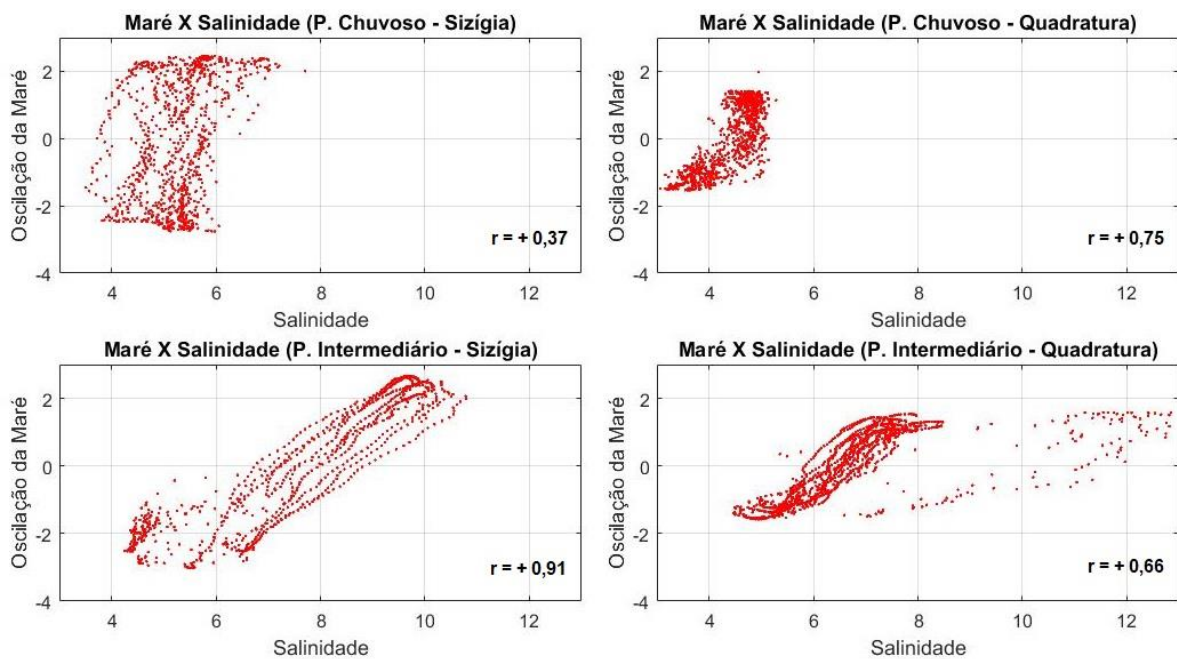 Maré X Salinidade (P. Chuvoso - Sizígia)
Oscilação da Maré
2
0
-2
-4
r = + 0,37
4 6 8 10 12
Salinidade
Maré X Salinidade (P. Chuvoso - Quadratura)
Oscilação da Maré
2
0
-2
-4
r = + 0,75
4 6 8 10 12
Salinidade
Maré X Salinidade (P. Intermediário - Sizígia)
Oscilação da Maré
2
0
-2
-4
r = + 0,91
4 6 8 10 12
Salinidade
Maré X Salinidade (P. Intermediário - Quadratura)
Oscilação da Maré
2
0
-2
-4
r = + 0,66
4 6 8 10 12
Salinidade